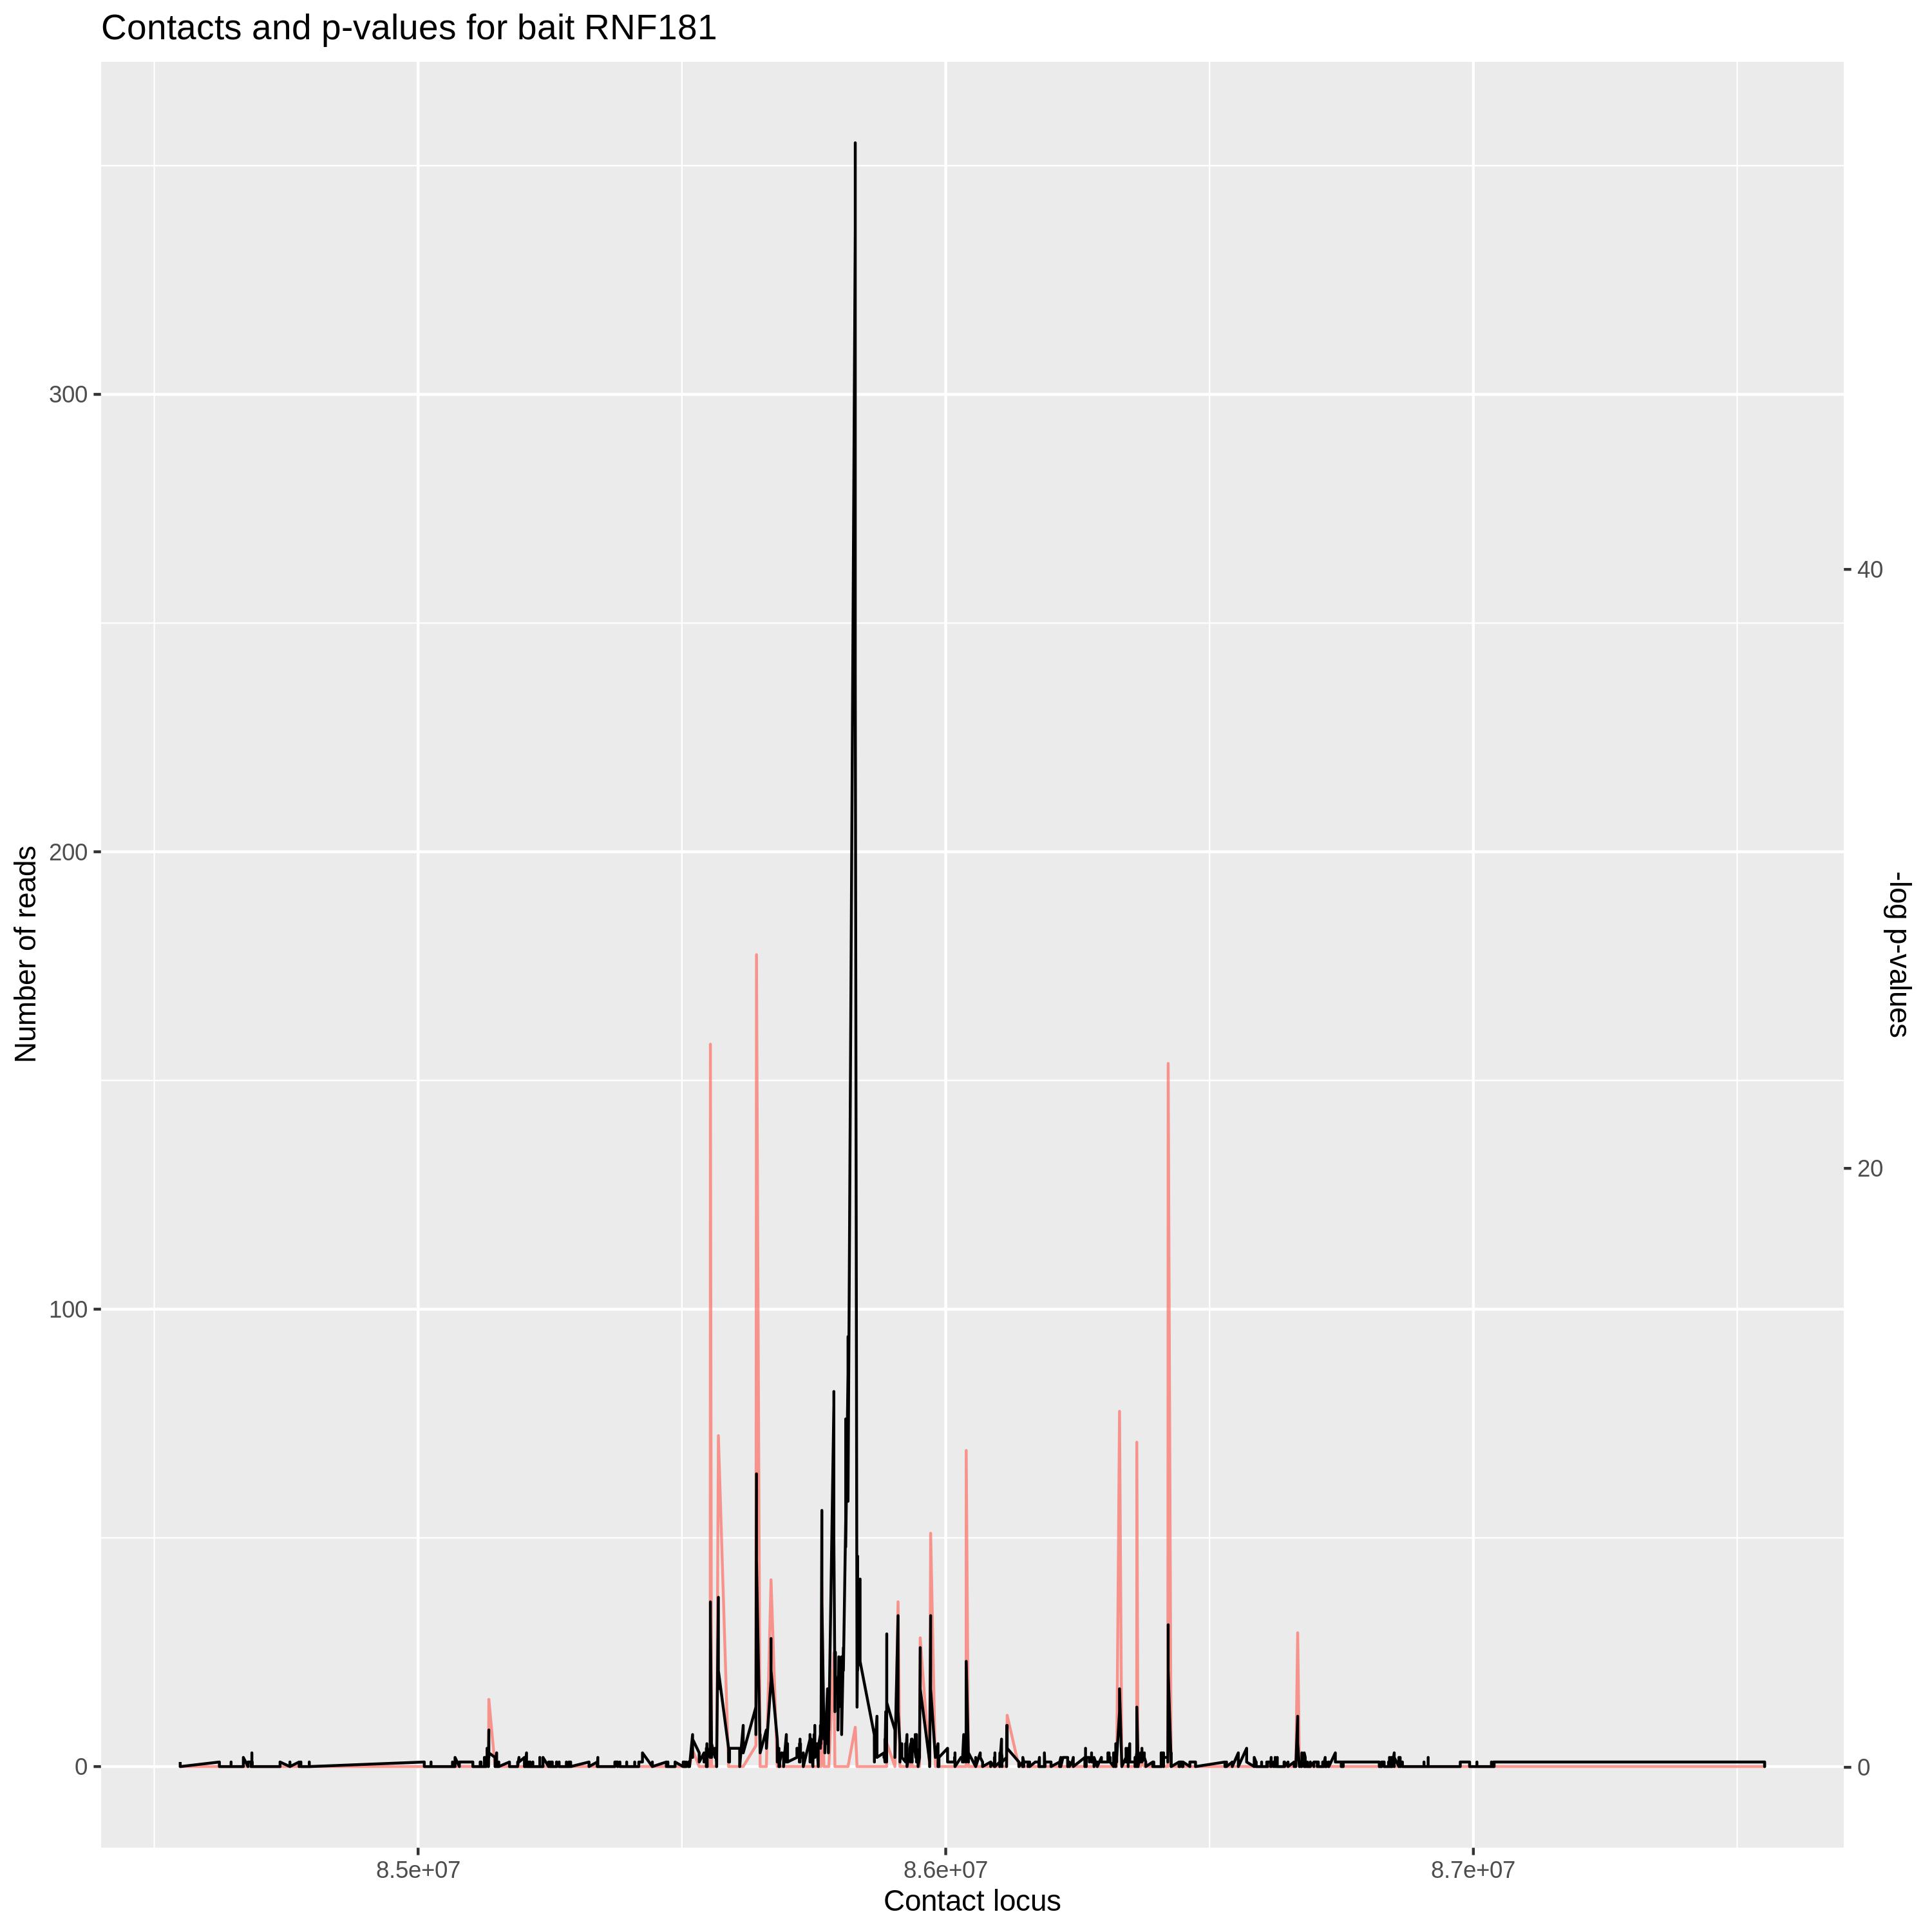 Contacts and p-values for bait RNF181
300
200
100
0
40
20
0
Number of reads
-log p-values
8.5e+07 8.6e+07 8.7e+07
Contact locus